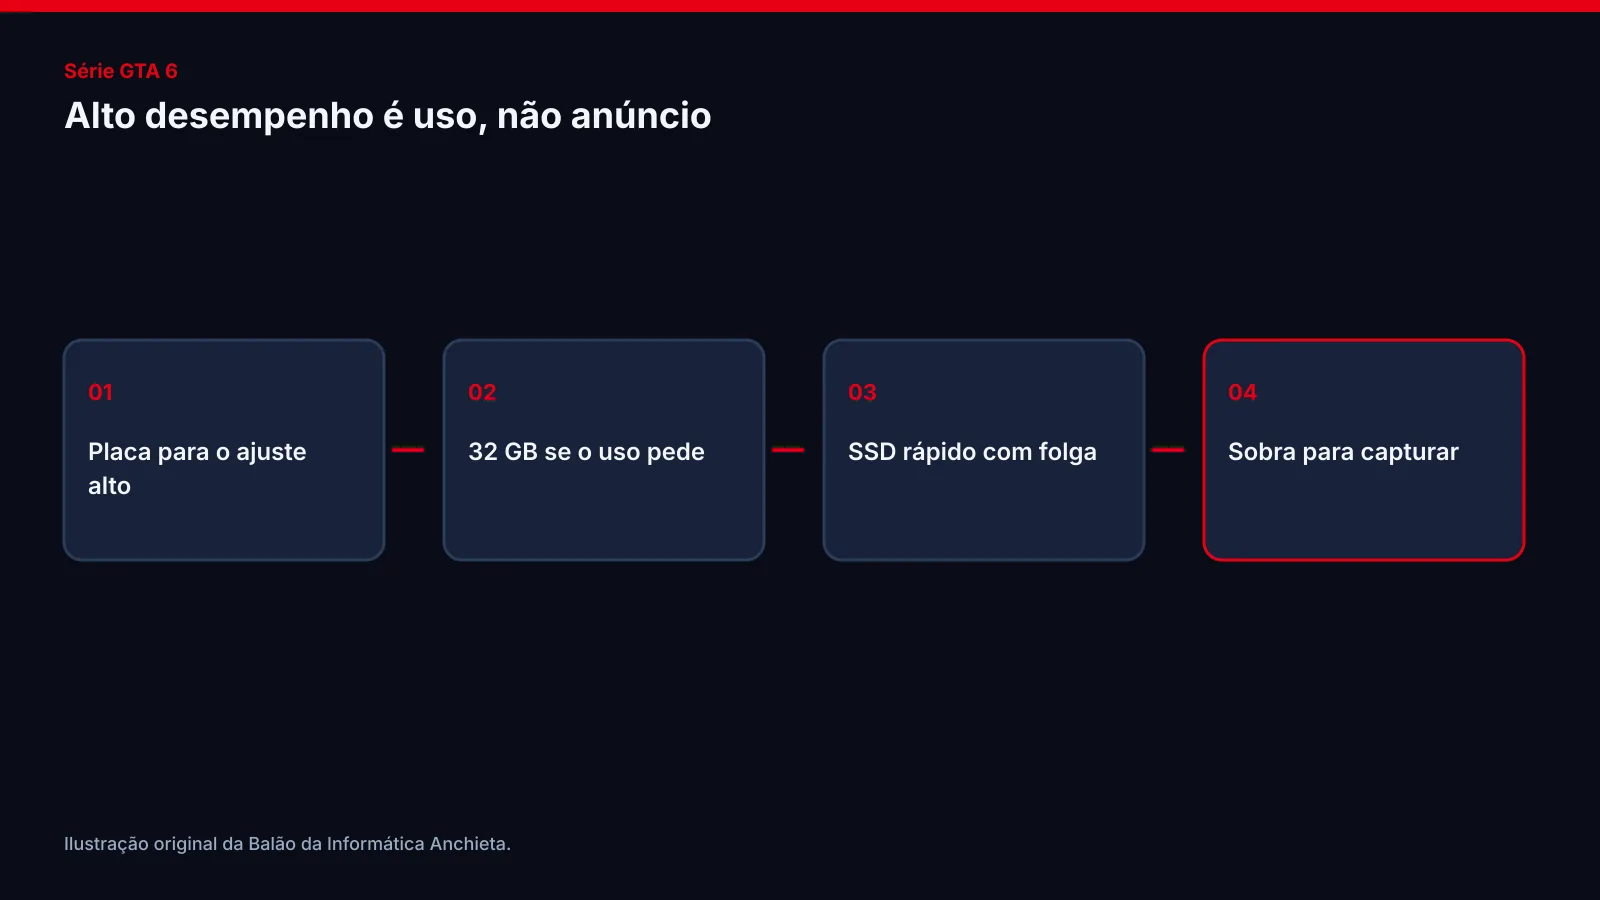 Série GTA 6
Alto desempenho é uso, não anúncio
01
Placa para o ajuste
alto
02
32 GB se o uso pede
03
SSD rápido com folga
04
Sobra para capturar
Ilustração original da Balão da Informática Anchieta.